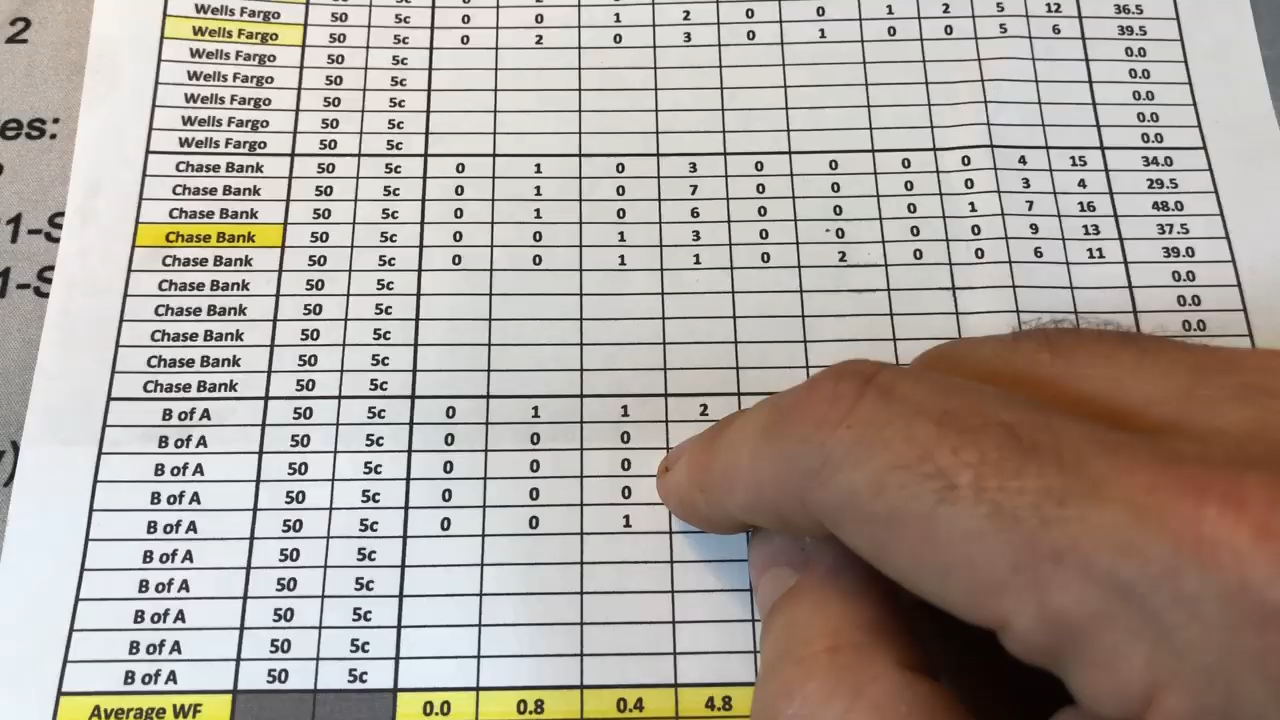 Wells Fargo 50 5c 0 0 1 2 0 0 1 2 5 12 36.5
2
Wells Fargo 50 5c 0 2 0 3 0 1 0 0 5 6 39.5
Wells Fargo 50 5c 0.0
Wells Fargo 50 5c 0.0
Wells Fargo 50 5c 0.0
es:
Wells Fargo 50 5c 0.0
Wells Fargo 50 5c 0.0
Chase Bank 50 5c 0 1 0 3 0 0 0 0 4 15 34.0
Chase Bank 50 5c 0 1 0 7 0 0 0 0 3 4 29.5
Chase Bank 50 5c 0 1 0 6 0 0 0 1 7 16 48.0
1-S
Chase Bank 50 5c 0 0 1 3 0 0 0 0 9 13 37.5
Chase Bank 50 5c 0 0 1 1 0 2 0 0 6 11 39.0
1-S
Chase Bank 50 5c 0.0
Chase Bank 50 5c 0.0
Chase Bank 50 5c 0.0
Chase Bank 50 5c
Chase Bank 50 5c
B of A 50 5c 0 1 1 2
B of A 50 5c 0 0 0
B of A 50 5c 0 0 0
B of A 50 5c 0 0 0
B of A 50 5c 0 0 1
B of A 50 5c
B of A 50 5c
B of A 50 5c
B of A 50 5c
B of A 50 5c
Average WF 0.0 0.8 0.4 4.8